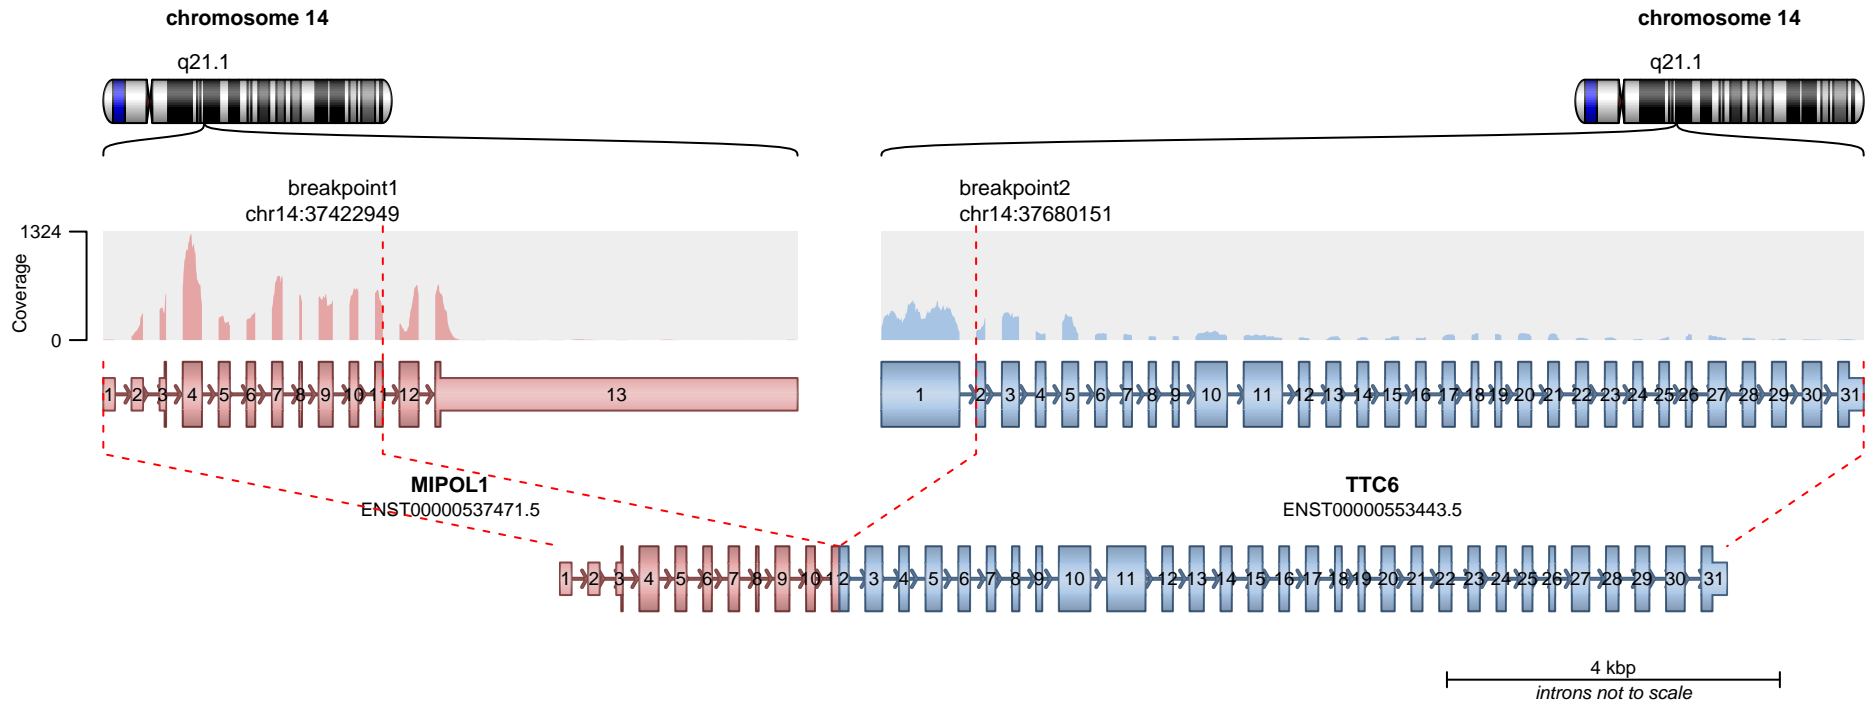 chromosome 14
chromosome 14
q21.1
q21.1
breakpoint1
chr14:37422949
breakpoint2
chr14:37680151
1324
Coverage
0
1 2 3 4 5 6 7 8 9 10 11 12 13
1 2 3 4 5 6 7 8 9 10 11 12 13 14 15 16 17 18 19 20 21 22 23 24 25 26 27 28 29 30 31
MIPOL1
ENST00000537471.5
TTC6
ENST00000553443.5
1 2 3 4 5 6 7 8 9 10 2 3 4 5 6 7 8 9 10 11 12 13 14 15 16 17 18 19 20 21 22 23 24 25 26 27 28 29 30 31
4 kbp
introns not to scale